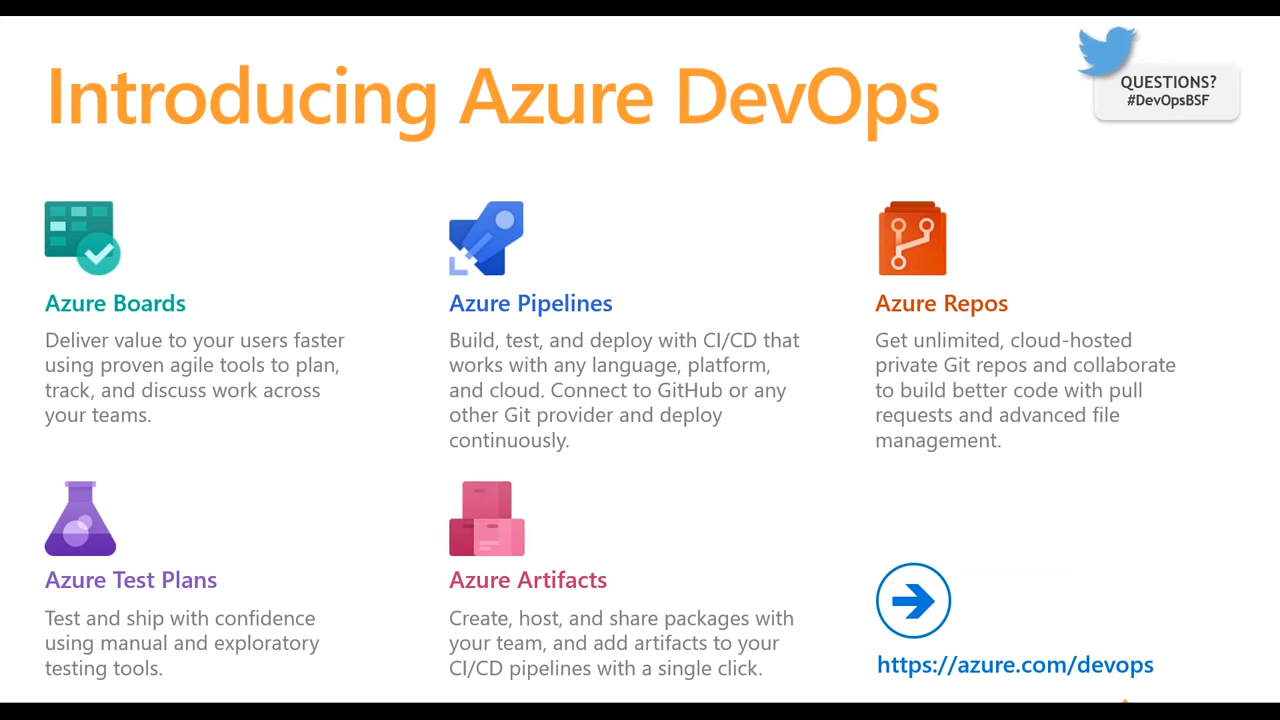 Introducing Azure DevOps
QUESTIONS?
#DevOpsBSF
Azure Boards
Deliver value to your users faster
using proven agile tools to plan,
track, and discuss work across
your teams.
Azure Pipelines
Build, test, and deploy with CI/CD that
works with any language, platform,
and cloud. Connect to GitHub or any
other Git provider and deploy
continuously.
Azure Repos
Get unlimited, cloud-hosted
private Git repos and collaborate
to build better code with pull
requests and advanced file
management.
Azure Test Plans
Test and ship with confidence
using manual and exploratory
testing tools.
Azure Artifacts
Create, host, and share packages with
your team, and add artifacts to your
CI/CD pipelines with a single click.
https://azure.com/devops